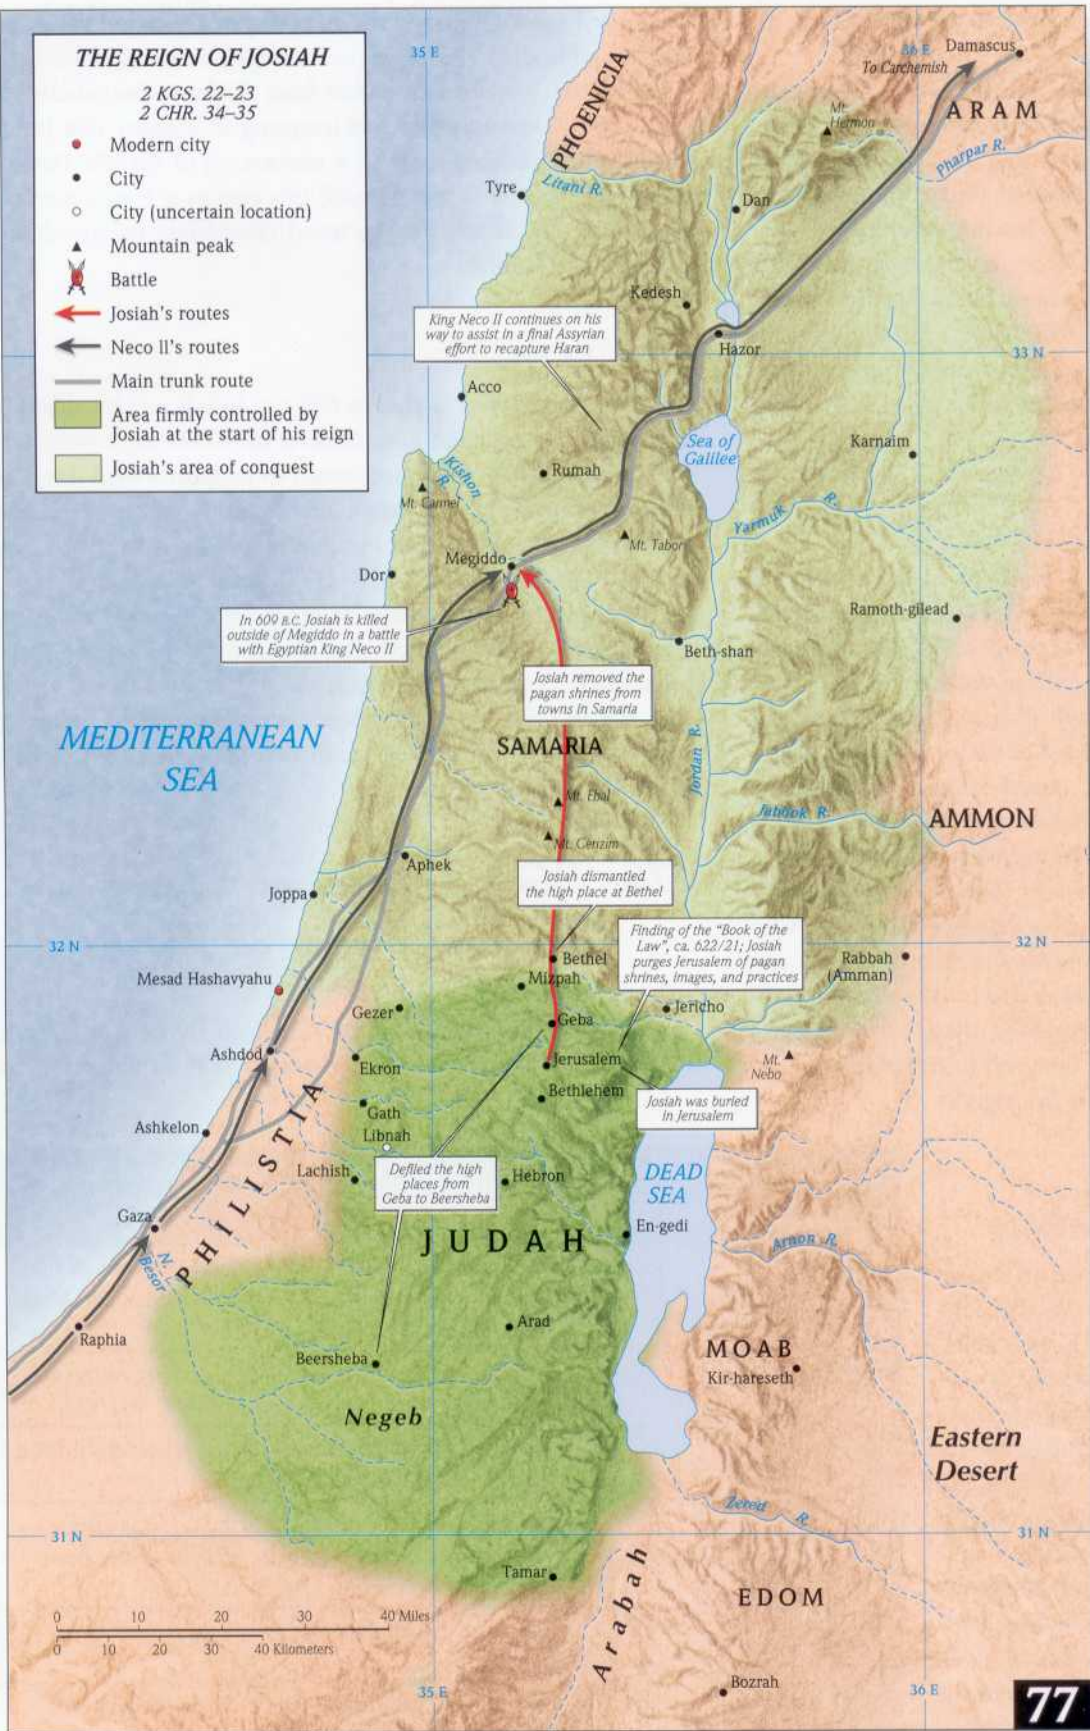 THE REIGN OF JOSIAH
2 KGS. 22–23
2 CHR. 34–35
Modern city
City
City (uncertain location)
Mountain peak
Battle
Josiah's routes
Neco II's routes
Main trunk route
Area firmly controlled by
Josiah at the start of his reign
Josiah's area of conquest
35 E
36 E
Damascus
To Carchemish
PHOENICIA
Mt.
Hermon
ARAM
Pharpar R.
Tyre
Litani R.
Dan
Kedesh
King Neco II continues on his
way to assist in a final Assyrian
effort to recapture Haran
Hazor
33 N
Acco
Sea of
Galilee
Karnaim
Kishon
R.
Rumah
Mt. Carmel
Yarmuk R.
Mt. Tabor
Megiddo
Dor
Ramoth-gilead
In 609 B.C. Josiah is killed
outside of Megiddo in a battle
with Egyptian King Neco II
Beth-shan
Josiah removed the
pagan shrines from
towns in Samaria
MEDITERRANEAN
SEA
SAMARIA
Jordan R.
Mt. Ebal
Jabbok R.
AMMON
Mt. Gerizim
Aphek
Josiah dismantled
the high place at Bethel
Joppa
Finding of the “Book of the
Law”, ca. 622/21; Josiah
purges Jerusalem of pagan
shrines, images, and practices
32 N
32 N
Bethel
Rabbah
(Amman)
Mesad Hashavyahu
Mizpah
Gezer
Jericho
Geba
Ashdod
Ekron
Jerusalem
Mt.
Nebo
Bethlehem
Josiah was buried
in Jerusalem
Gath
Ashkelon
Libnah
PHILISTIA
Lachish
Defiled the high
places from
Geba to Beersheba
Hebron
DEAD
SEA
Gaza
En-gedi
JUDAH
Arnon R.
N.
Besor
Raphia
Arad
MOAB
Beersheba
Kir-hareseth
Negeb
Eastern
Desert
Zered R.
31 N
31 N
Tamar
Arabah
EDOM
0 10 20 30 40 Miles
0 10 20 30 40 Kilometers
Bozrah
35 E
36 E
77